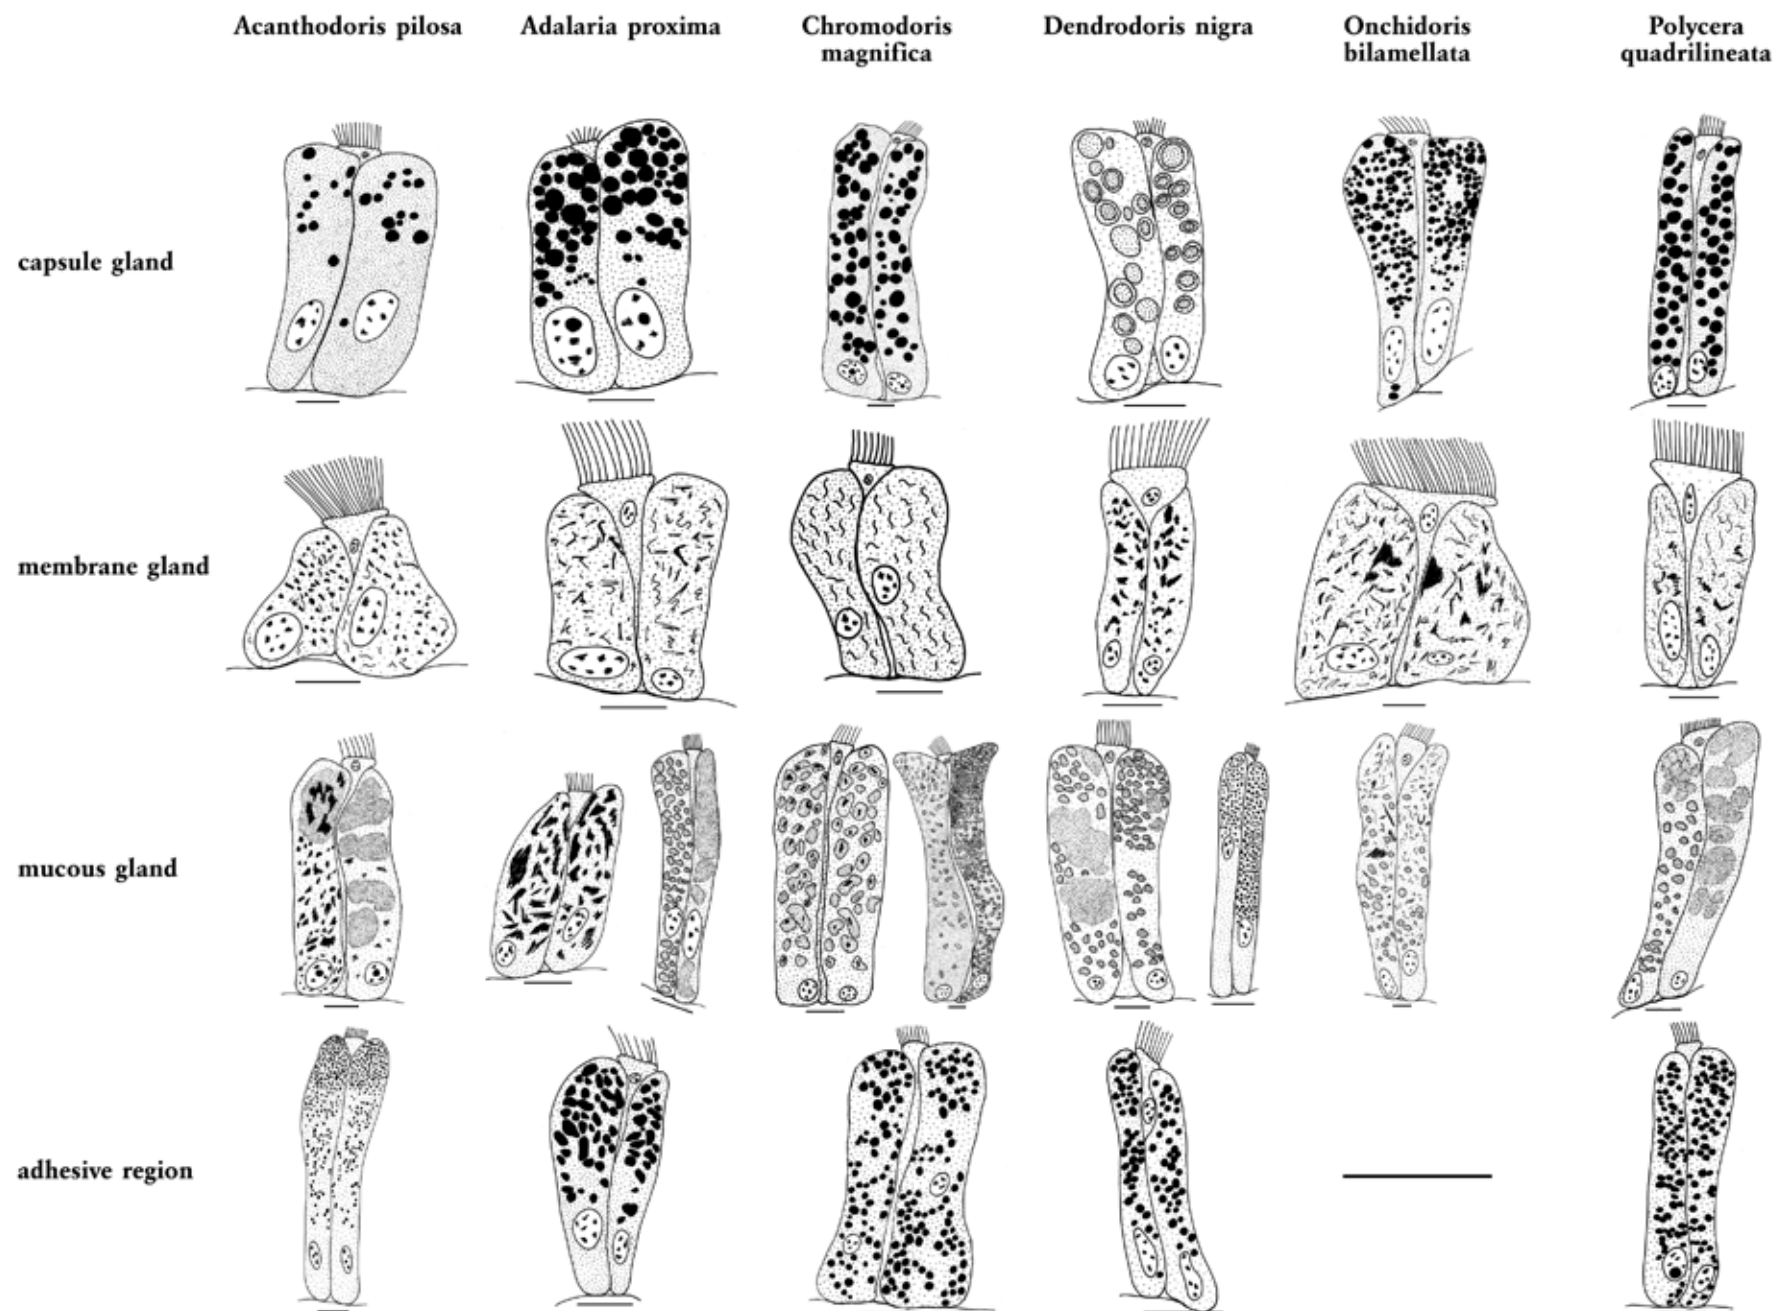 Acanthodoris pilosa
Adalaria proxima
Chromodoris
magnifica
Dendrodoris nigra
Onchidoris
bilamellata
Polycera
quadrilineata
capsule gland
membrane gland
mucous gland
adhesive region